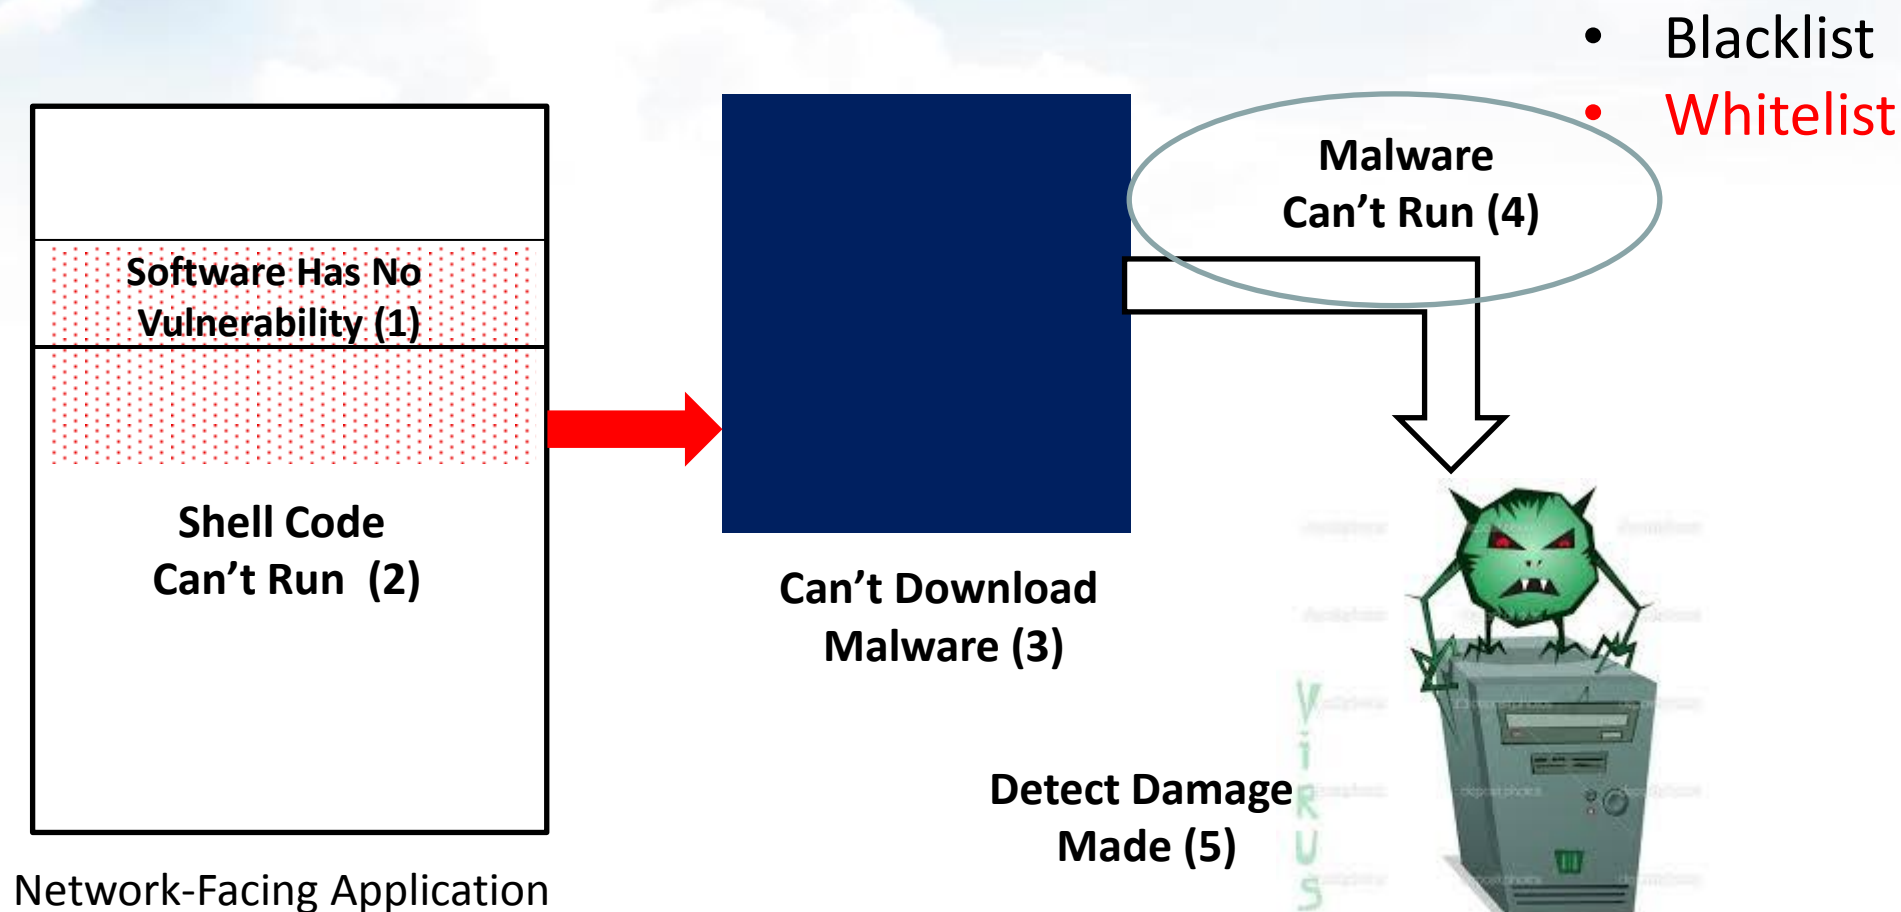 • Blacklist
• Whitelist
Malware
Can’t Run (4)
Software Has No
Vulnerability (1)
Shell Code
Can’t Run (2)
Can’t Download
Malware (3)
Detect Damage
Made (5)
ViRUS
Network-Facing Application